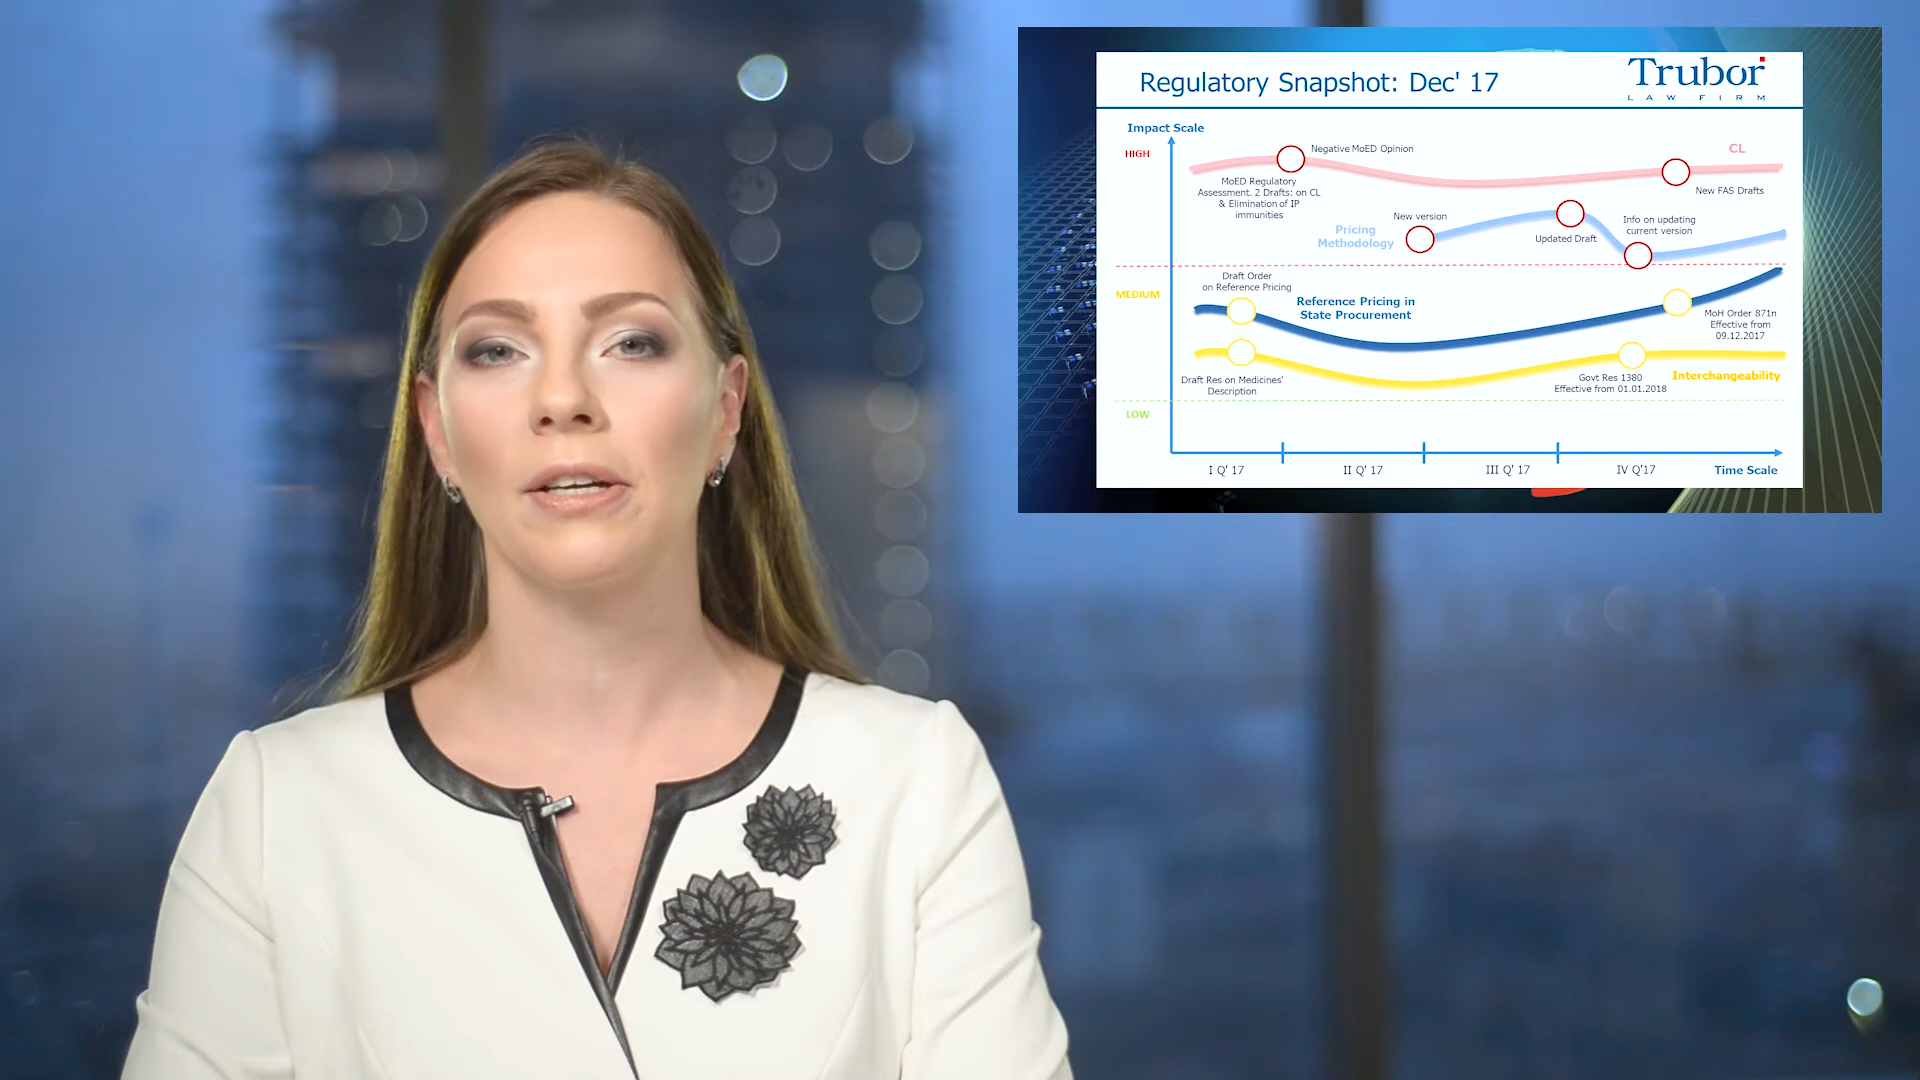 Regulatory Snapshot: Dec' 17
Trubor
LAW FIRM
Impact Scale
HIGH
Negative MoED Opinion
CL
MoED Regulatory
Assessment. 2 Drafts: on CL
& Elimination of IP
immunities
New FAS Drafts
New version
Info on updating
current version
Pricing
Methodology
Updated Draft
Draft Order
on Reference Pricing
MEDIUM
Reference Pricing in
State Procurement
MoH Order 871n
Effective from
09.12.2017
Draft Res on Medicines'
Description
Govt Res 1380
Effective from 01.01.2018
Interchangeability
LOW
I Q' 17
II Q' 17
III Q' 17
IV Q'17
Time Scale